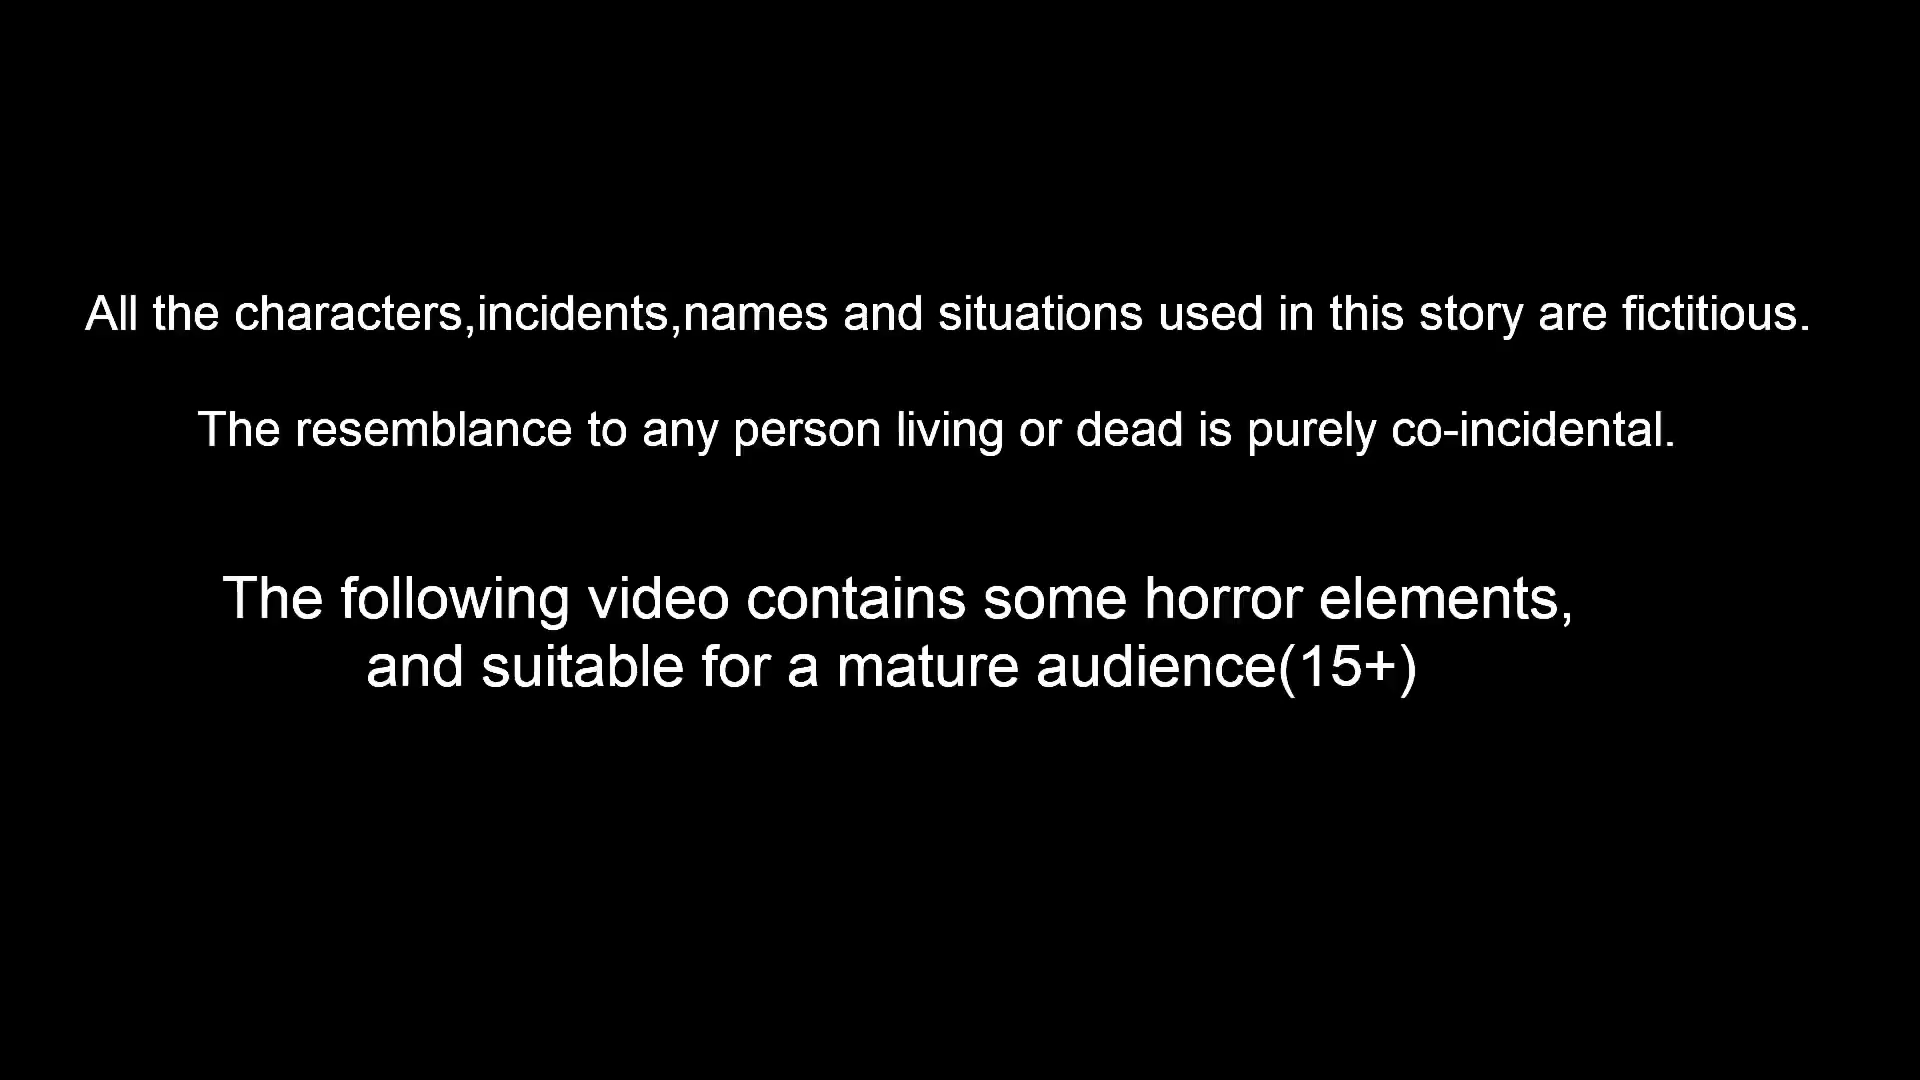 All the characters,incidents,names and situations used in this story are fictitious.
The resemblance to any person living or dead is purely co-incidental.
The following video contains some horror elements,
and suitable for a mature audience(15+)